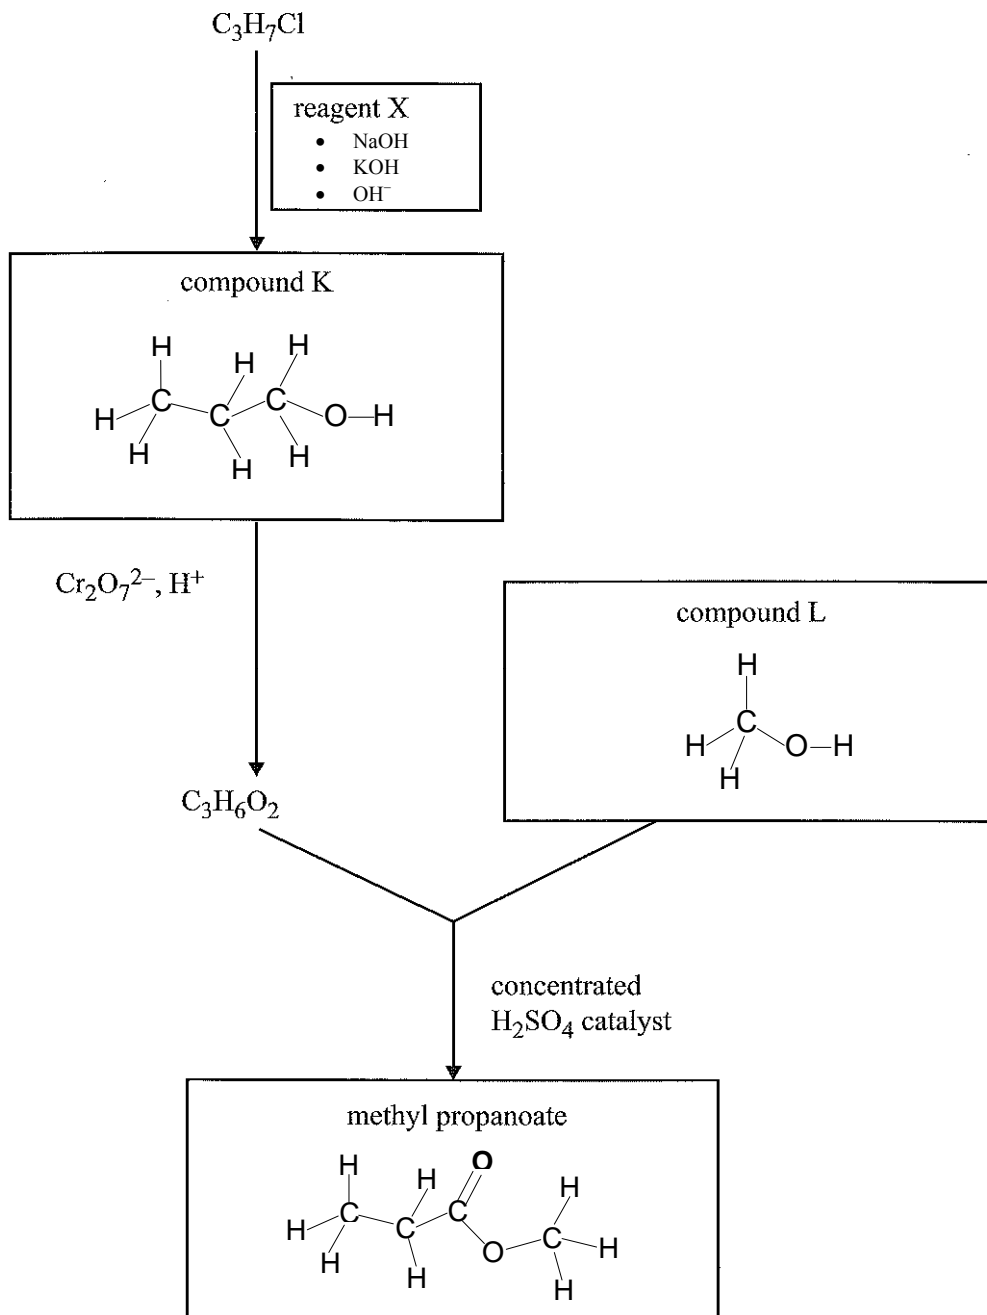 C₃H₇Cl
reagent X
• NaOH
• KOH
• OH⁻
compound K
H
H
H
H
C
C
C
O—H
H
H
H
H
Cr₂O₇²⁻, H⁺
compound L
H
C
H
O—H
H
C₃H₆O₂
concentrated
H₂SO₄ catalyst
methyl propanoate
H
H
O
H
C
C
C
C
H
H
O
H
H
H